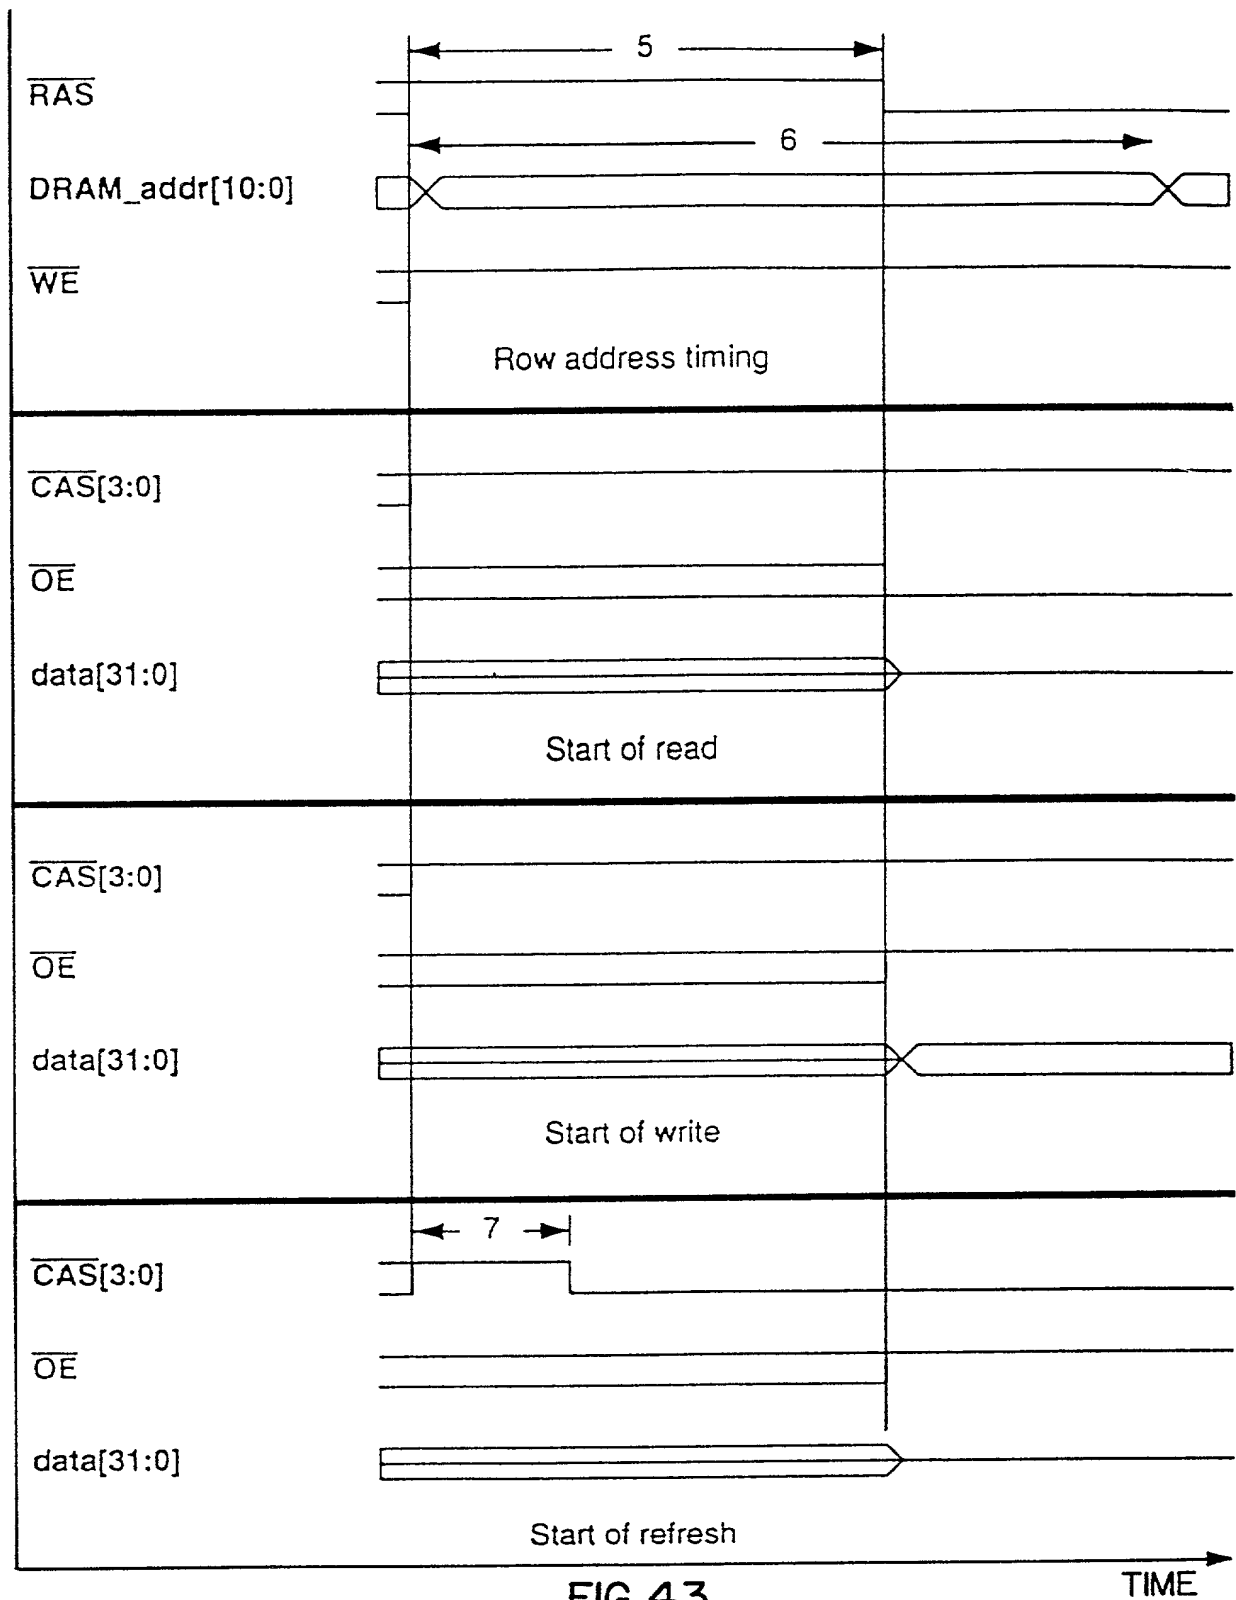 5
RAS
6
DRAM_addr[10:0]
WE
Row address timing
CAS[3:0]
OE
data[31:0]
Start of read
CAS[3:0]
OE
data[31:0]
Start of write
7
CAS[3:0]
OE
data[31:0]
Start of refresh
TIME
FIG.43